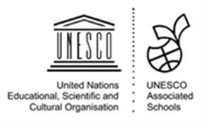 UNESCO
United Nations
Educational, Scientific and
Cultural Organisation
UNESCO
Associated
Schools